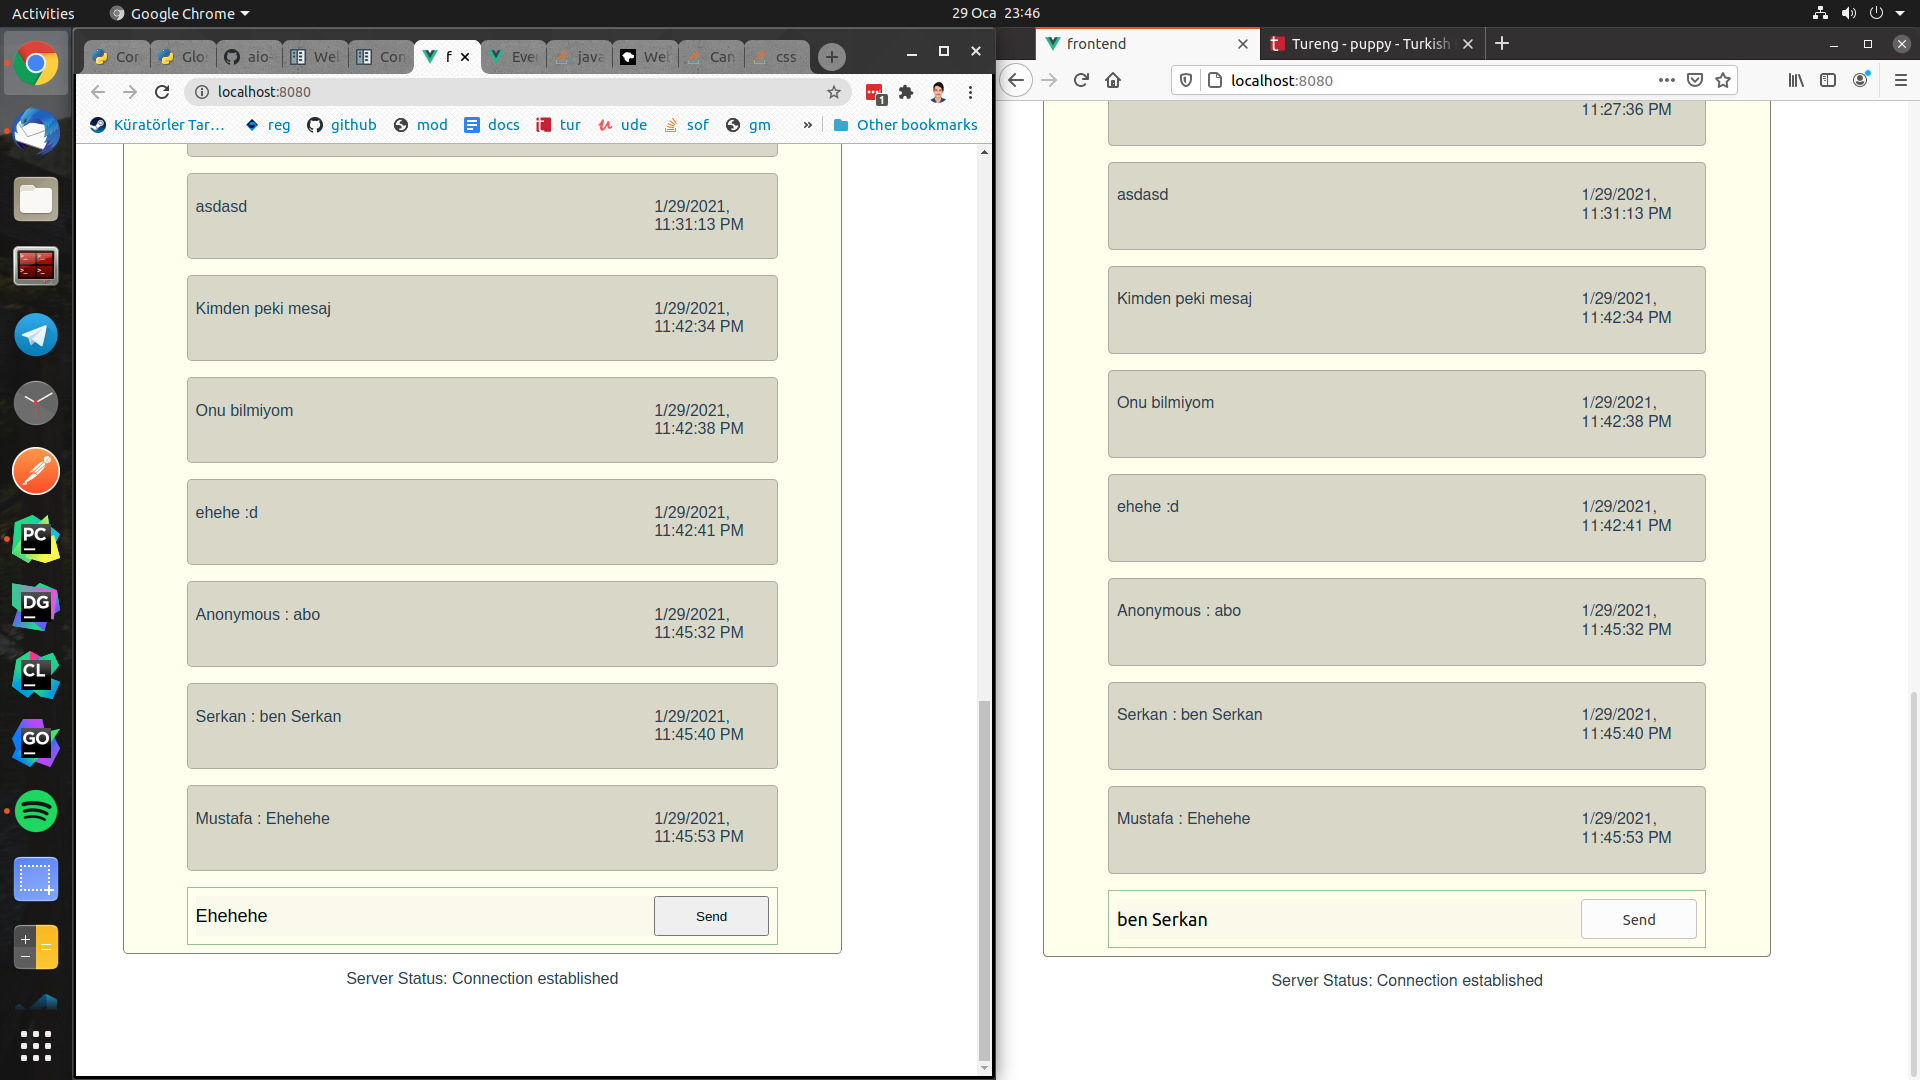 Activities
Google Chrome
29 Oca 23:46
Cor
Glo
aio-
Wel
Con
f
Eve
java
Wel
Can
css
localhost:8080
1
Küratörler Tar...
reg
github
mod
docs
tur
ude
sof
gm
»
Other bookmarks
asdasd
1/29/2021,
11:31:13 PM
Kimden peki mesaj
1/29/2021,
11:42:34 PM
Onu bilmiyom
1/29/2021,
11:42:38 PM
ehehe :d
1/29/2021,
11:42:41 PM
Anonymous : abo
1/29/2021,
11:45:32 PM
Serkan : ben Serkan
1/29/2021,
11:45:40 PM
Mustafa : Ehehehe
1/29/2021,
11:45:53 PM
Ehehehe
Send
Server Status: Connection established
frontend
Tureng - puppy - Turkish
localhost:8080
11:27:36 PM
asdasd
1/29/2021,
11:31:13 PM
Kimden peki mesaj
1/29/2021,
11:42:34 PM
Onu bilmiyom
1/29/2021,
11:42:38 PM
ehehe :d
1/29/2021,
11:42:41 PM
Anonymous : abo
1/29/2021,
11:45:32 PM
Serkan : ben Serkan
1/29/2021,
11:45:40 PM
Mustafa : Ehehehe
1/29/2021,
11:45:53 PM
ben Serkan
Send
Server Status: Connection established
PC
DG
CL
GO